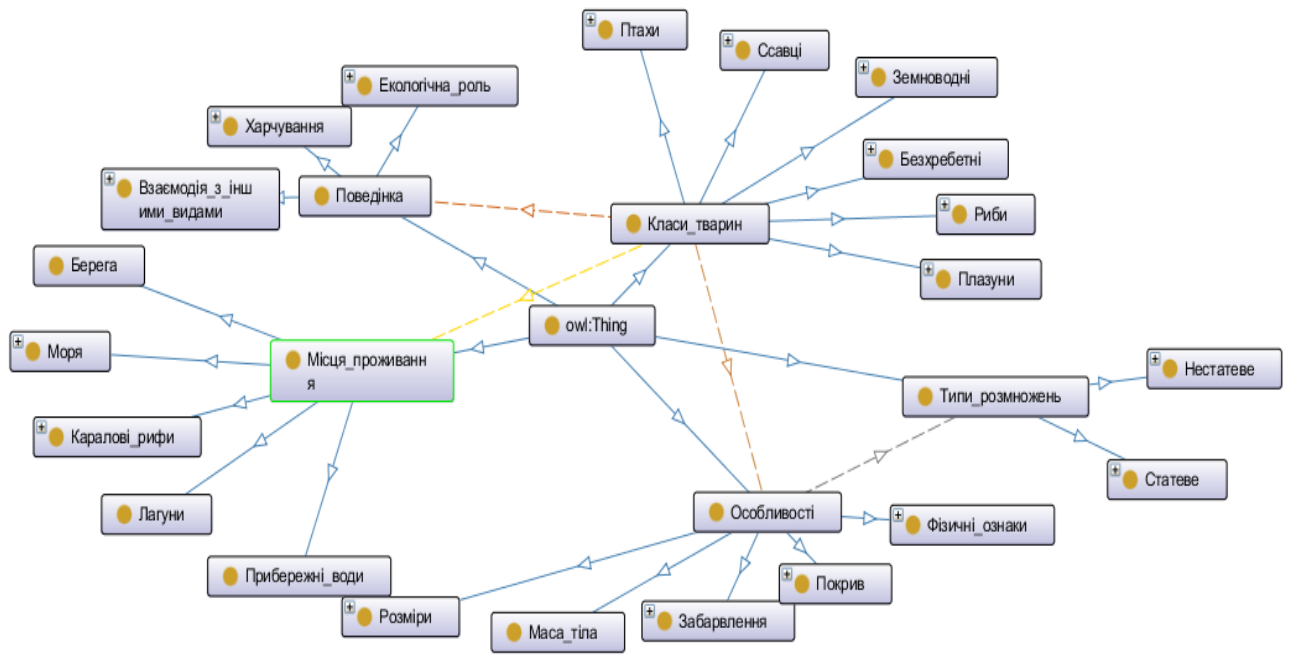 Птахи
Ссавці
Земноводні
Екологічна_роль
Харчування
Безхребетні
Взаємодія_з_інш
ими_видами
Поведінка
Класи_тварин
Риби
Берега
Плазуни
owl:Thing
Моря
Місця_проживанн
я
Нестатеве
Типи_розмножень
Каралові_рифи
Статеве
Лагуни
Особливості
Фізичні_ознаки
Прибережні_води
Покрив
Розміри
Маса_тіла
Забарвлення